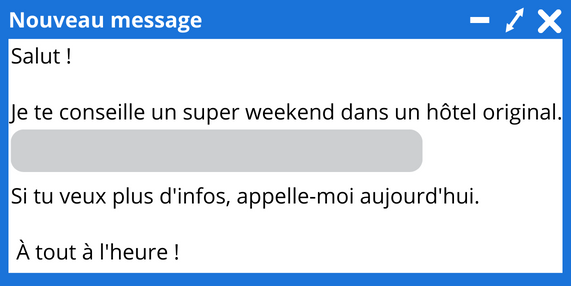 Nouveau message
Salut !
Je te conseille un super weekend dans un hôtel original.
Si tu veux plus d'infos, appelle-moi aujourd'hui.
À tout à l'heure !